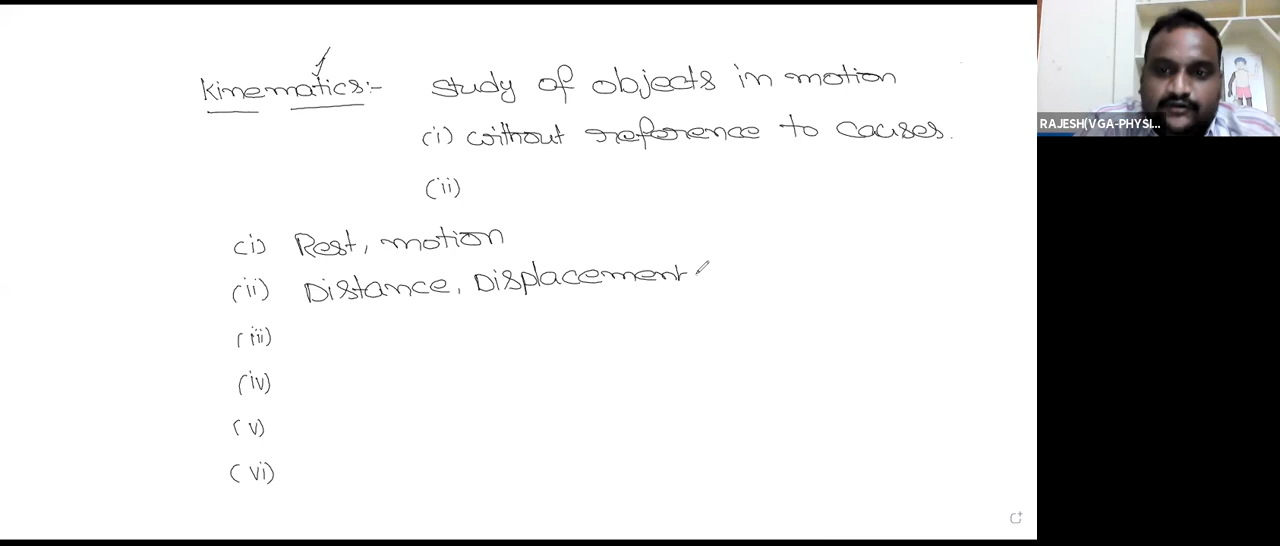 Kinematics:- Study of objects in motion
(i) without reference to causes.
(ii)
(i) Rest, motion
(ii) Distance, Displacement
(iii)
(iv)
(v)
(vi)
RAJESH(VGA-PHYSI...